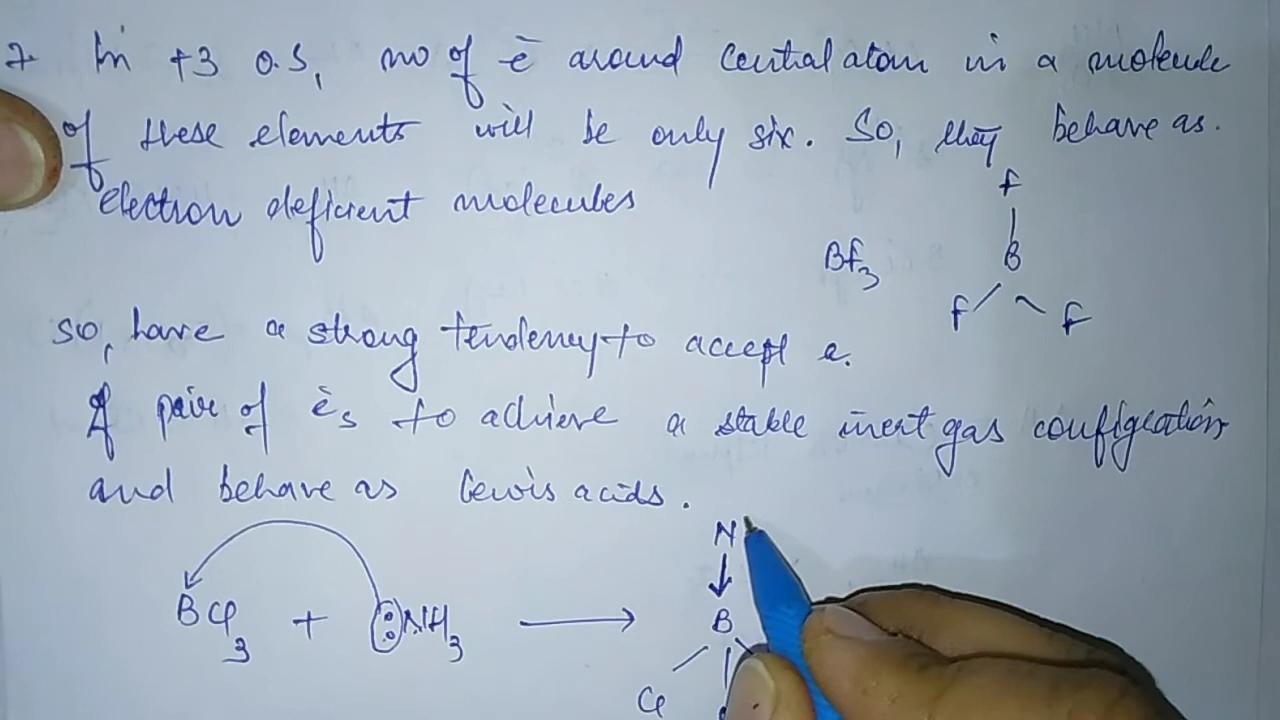 7. In +3 O.S, no of ē around central atom in a molecule
of these elements will be only six. So, they behave as.
electron deficient molecules
F
BF3
B
F F
so, have a strong tendency to accept e.
pair of ēs to achieve a stable inert gas configration
and behave as lewis acids.
N
↓
BCl3 + :NH3 → B
Cl